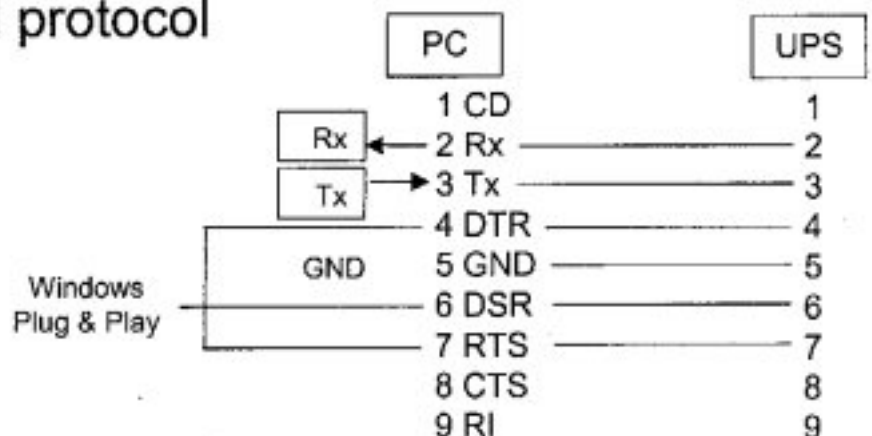 protocol
PC UPS
1 CD 1
Rx 2 Rx 2
Tx 3 Tx 3
4 DTR 4
GND 5 GND 5
Windows
Plug & Play
6 DSR 6
7 RTS 7
8 CTS 8
9 RI 9